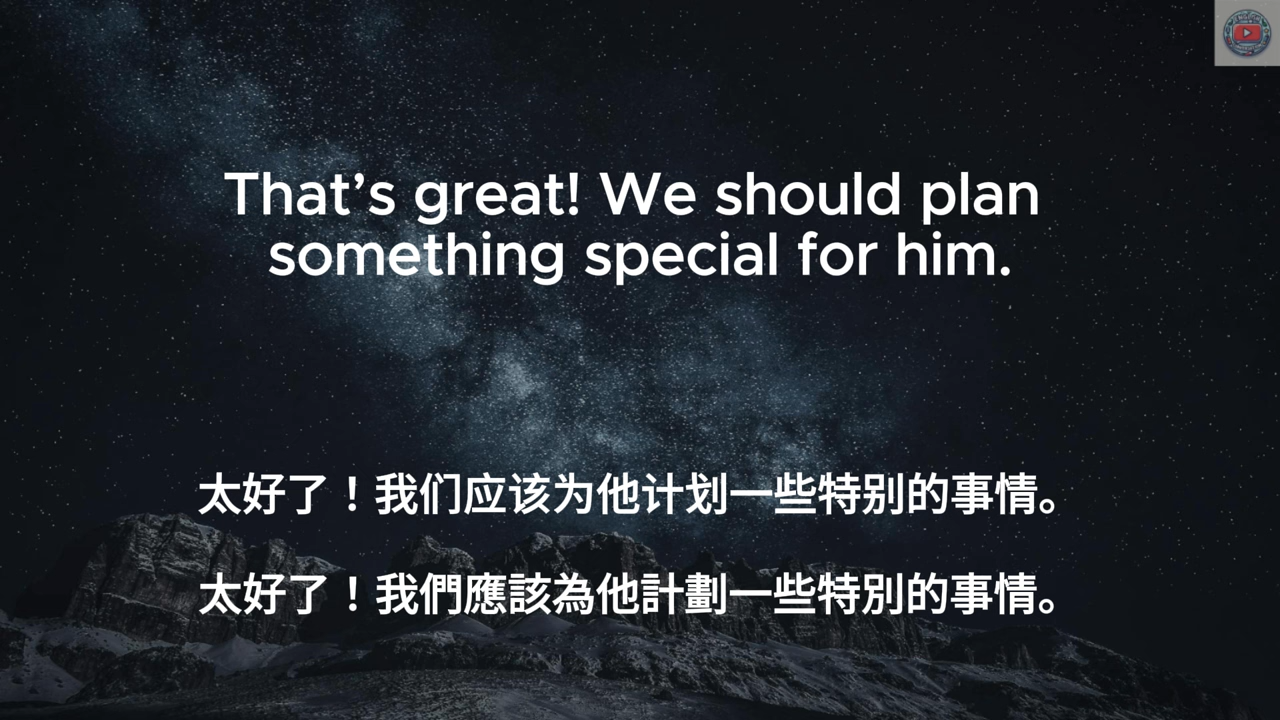 That’s great! We should plan
something special for him.
太好了！我们应该为他计划一些特别的事情。
太好了！我們應該為他計劃一些特別的事情。